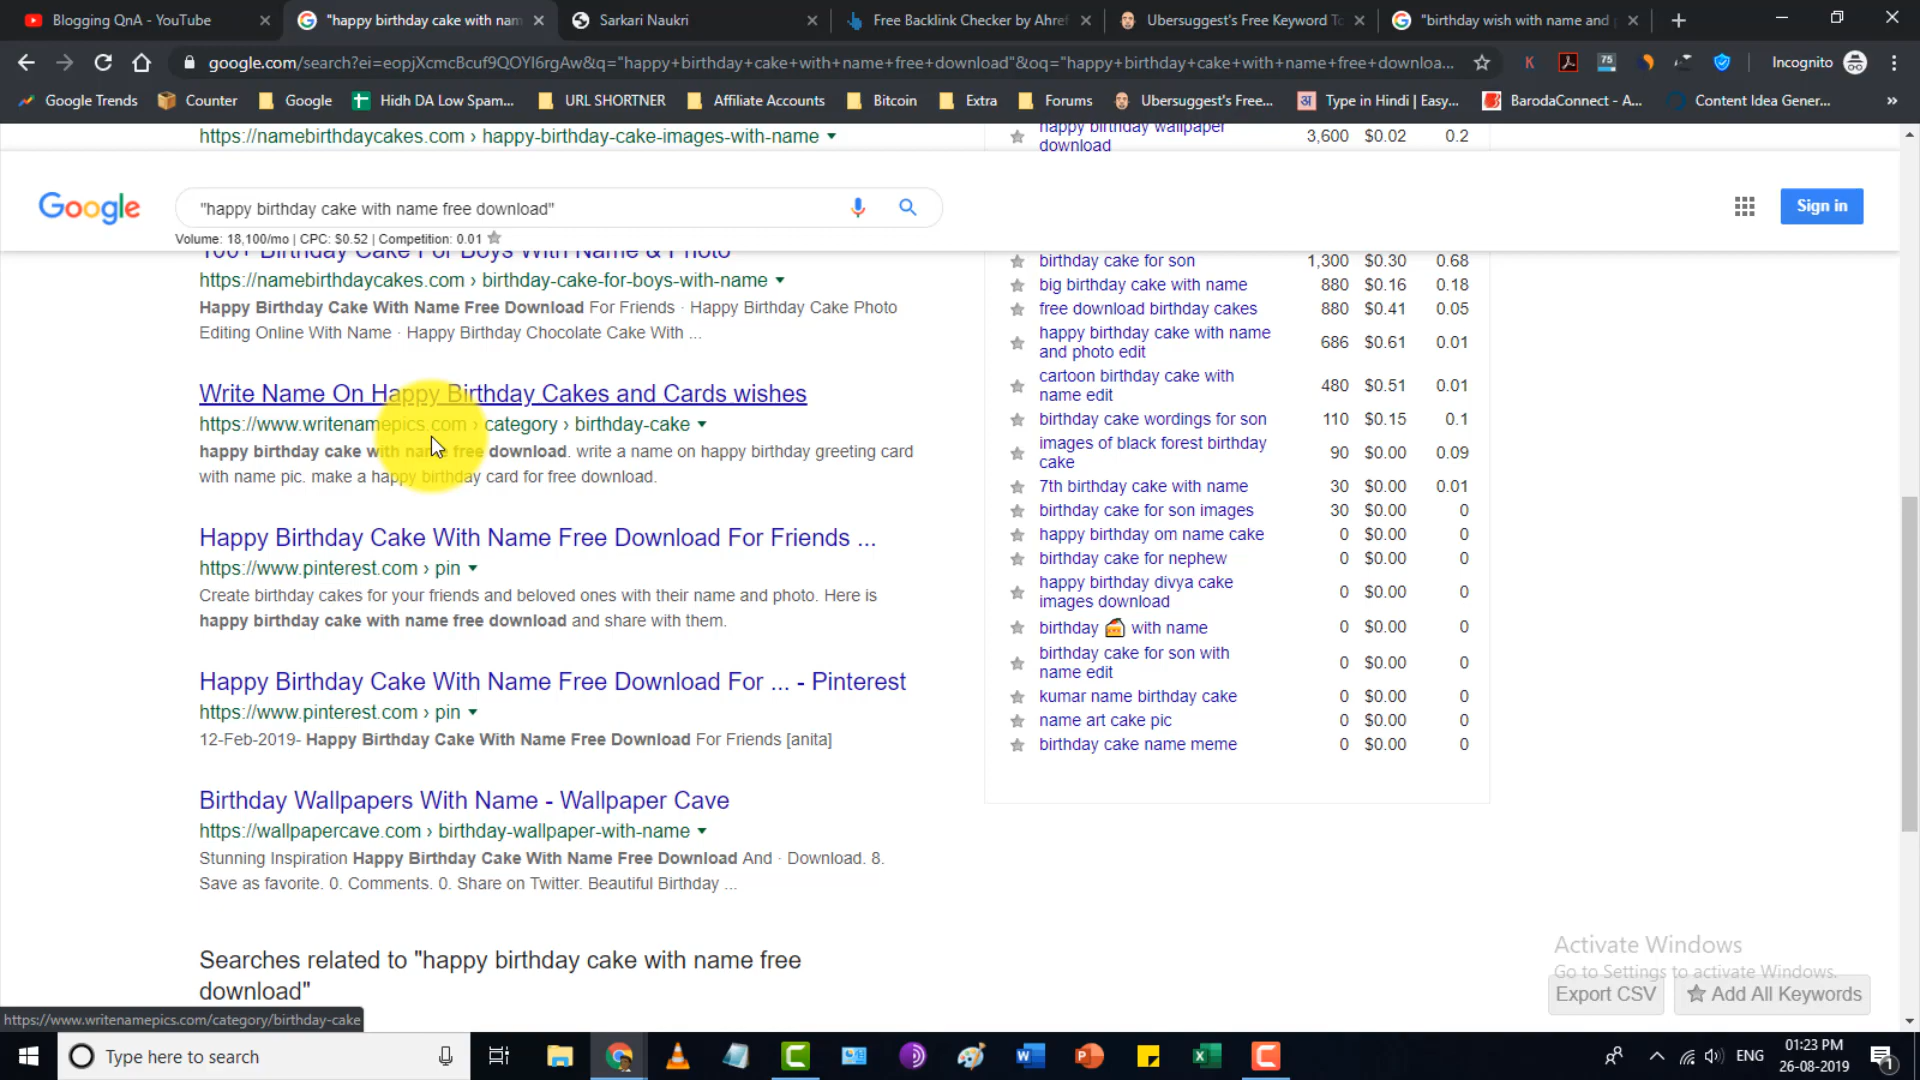 Blogging QnA - YouTube
"happy birthday cake with nam
Sarkari Naukri
Free Backlink Checker by Ahref
Ubersuggest's Free Keyword To
"birthday wish with name and p
google.com/search?ei=eopjXcmcBcuf9QOYl6rgAw&q="happy+birthday+cake+with+name+free+download"&oq="happy+birthday+cake+with+name+free+downloa...
75
Incognito
Google Trends
Counter
Google
Hidh DA Low Spam...
URL SHORTNER
Affiliate Accounts
Bitcoin
Extra
Forums
Ubersuggest's Free...
Type in Hindi | Easy...
BarodaConnect - A...
Content Idea Gener...
https://namebirthdaycakes.com › happy-birthday-cake-images-with-name
happy birthday wallpaper
download
3,600 $0.02 0.2
Google
"happy birthday cake with name free download"
Sign in
Volume: 18,100/mo | CPC: $0.52 | Competition: 0.01
100+ Birthday Cake For Boys With Name & Photo
https://namebirthdaycakes.com › birthday-cake-for-boys-with-name
Happy Birthday Cake With Name Free Download For Friends · Happy Birthday Cake Photo
Editing Online With Name · Happy Birthday Chocolate Cake With ...
Write Name On Happy Birthday Cakes and Cards wishes
https://www.writenamepics.com › category › birthday-cake
happy birthday cake with name free download. write a name on happy birthday greeting card
with name pic. make a happy birthday card for free download.
Happy Birthday Cake With Name Free Download For Friends ...
https://www.pinterest.com › pin
Create birthday cakes for your friends and beloved ones with their name and photo. Here is
happy birthday cake with name free download and share with them.
Happy Birthday Cake With Name Free Download For ... - Pinterest
https://www.pinterest.com › pin
12-Feb-2019- Happy Birthday Cake With Name Free Download For Friends [anita]
Birthday Wallpapers With Name - Wallpaper Cave
https://wallpapercave.com › birthday-wallpaper-with-name
Stunning Inspiration Happy Birthday Cake With Name Free Download And · Download. 8.
Save as favorite. 0. Comments. 0. Share on Twitter. Beautiful Birthday ...
Searches related to "happy birthday cake with name free
download"
birthday cake for son 1,300 $0.30 0.68
big birthday cake with name 880 $0.16 0.18
free download birthday cakes 880 $0.41 0.05
happy birthday cake with name
and photo edit
686 $0.61 0.01
cartoon birthday cake with
name edit
480 $0.51 0.01
birthday cake wordings for son 110 $0.15 0.1
images of black forest birthday
cake
90 $0.00 0.09
7th birthday cake with name 30 $0.00 0.01
birthday cake for son images 30 $0.00 0
happy birthday om name cake 0 $0.00 0
birthday cake for nephew 0 $0.00 0
happy birthday divya cake
images download
0 $0.00 0
birthday 🍰 with name 0 $0.00 0
birthday cake for son with
name edit
0 $0.00 0
kumar name birthday cake 0 $0.00 0
name art cake pic 0 $0.00 0
birthday cake name meme 0 $0.00 0
Activate Windows
Go to Settings to activate Windows.
Export CSV
Add All Keywords
https://www.writenamepics.com/category/birthday-cake
Type here to search
ENG
01:23 PM
26-08-2019
1